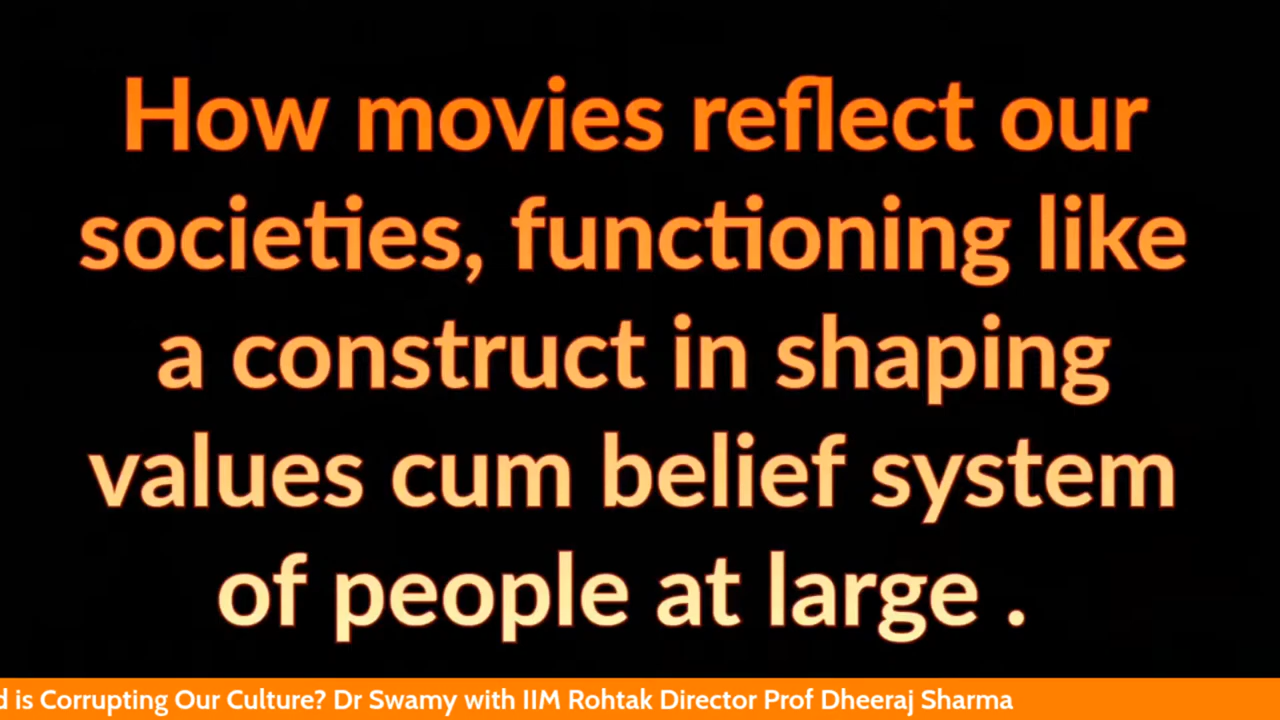 How movies reflect our
societies, functioning like
a construct in shaping
values cum belief system
of people at large .
is Corrupting Our Culture? Dr Swamy with IIM Rohtak Director Prof Dheeraj Sharma